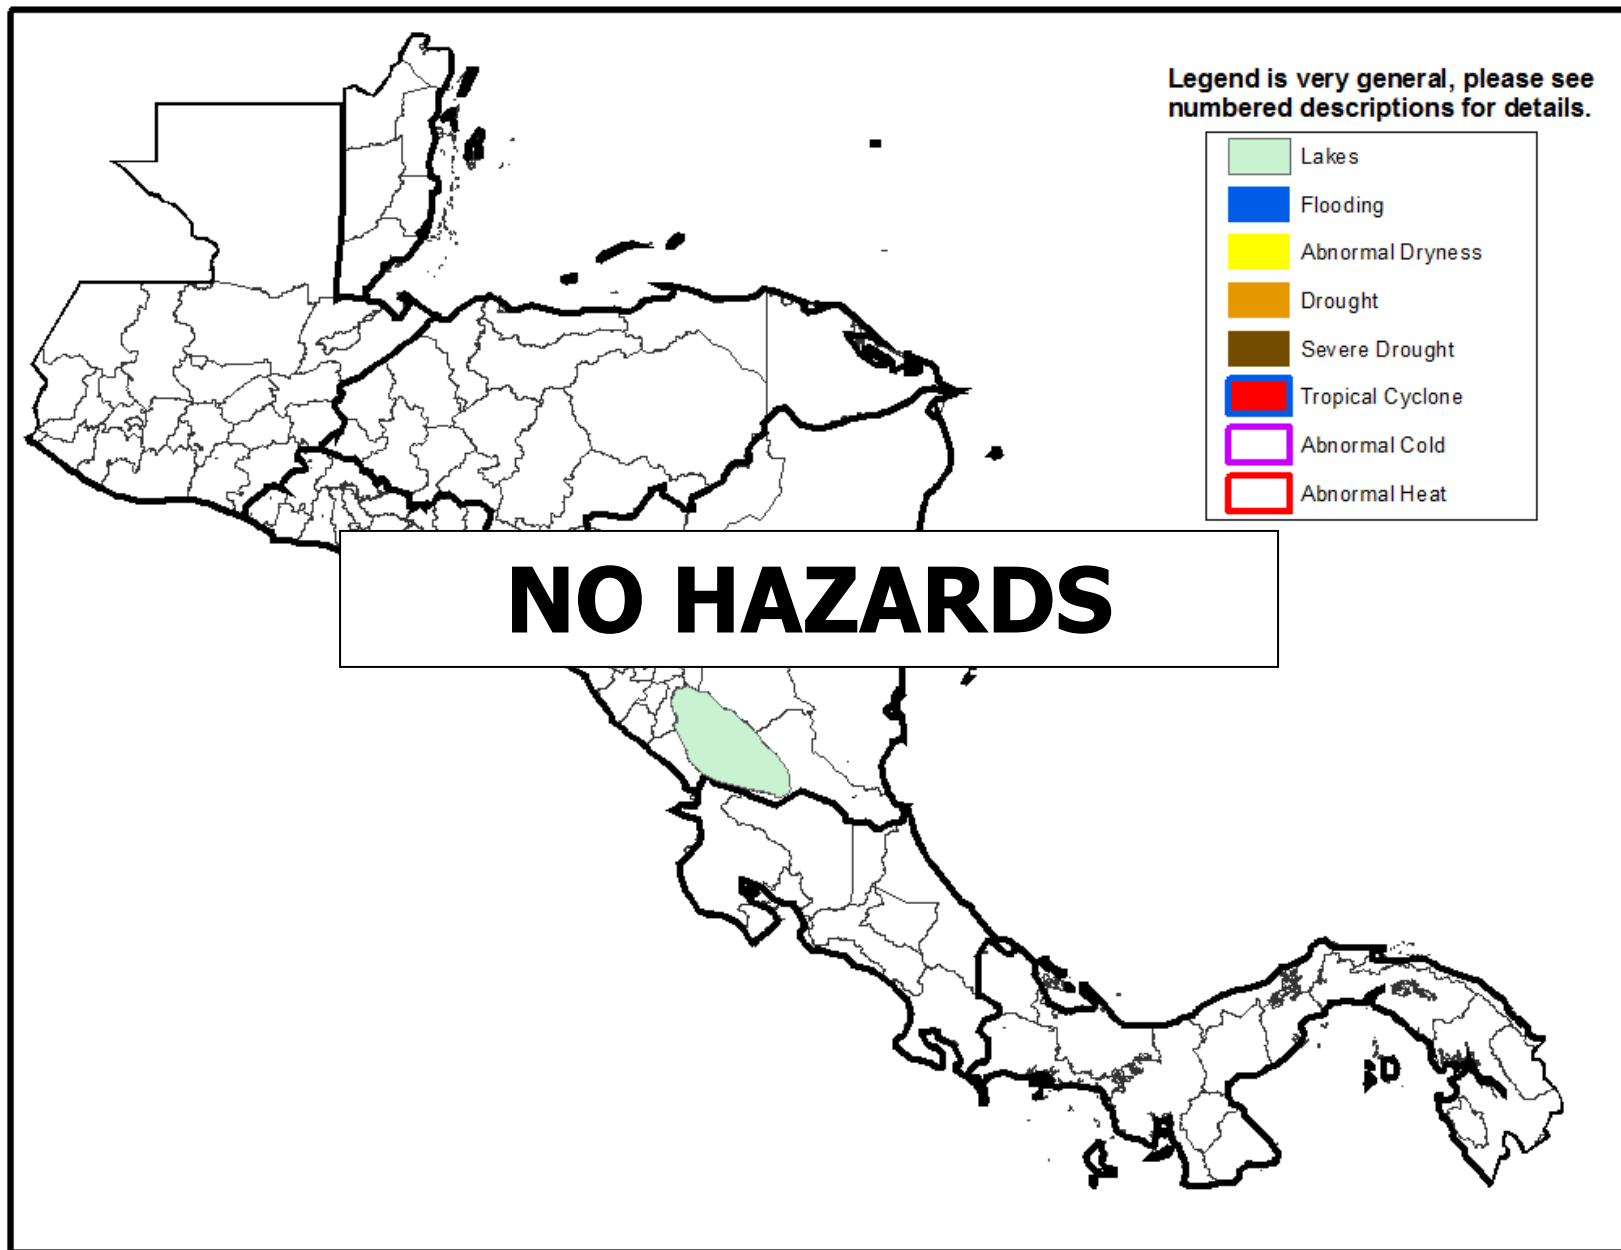 Legend is very general, please see
numbered descriptions for details.
Lakes
Flooding
Abnormal Dryness
Drought
Severe Drought
Tropical Cyclone
Abnormal Cold
Abnormal Heat
NO HAZARDS